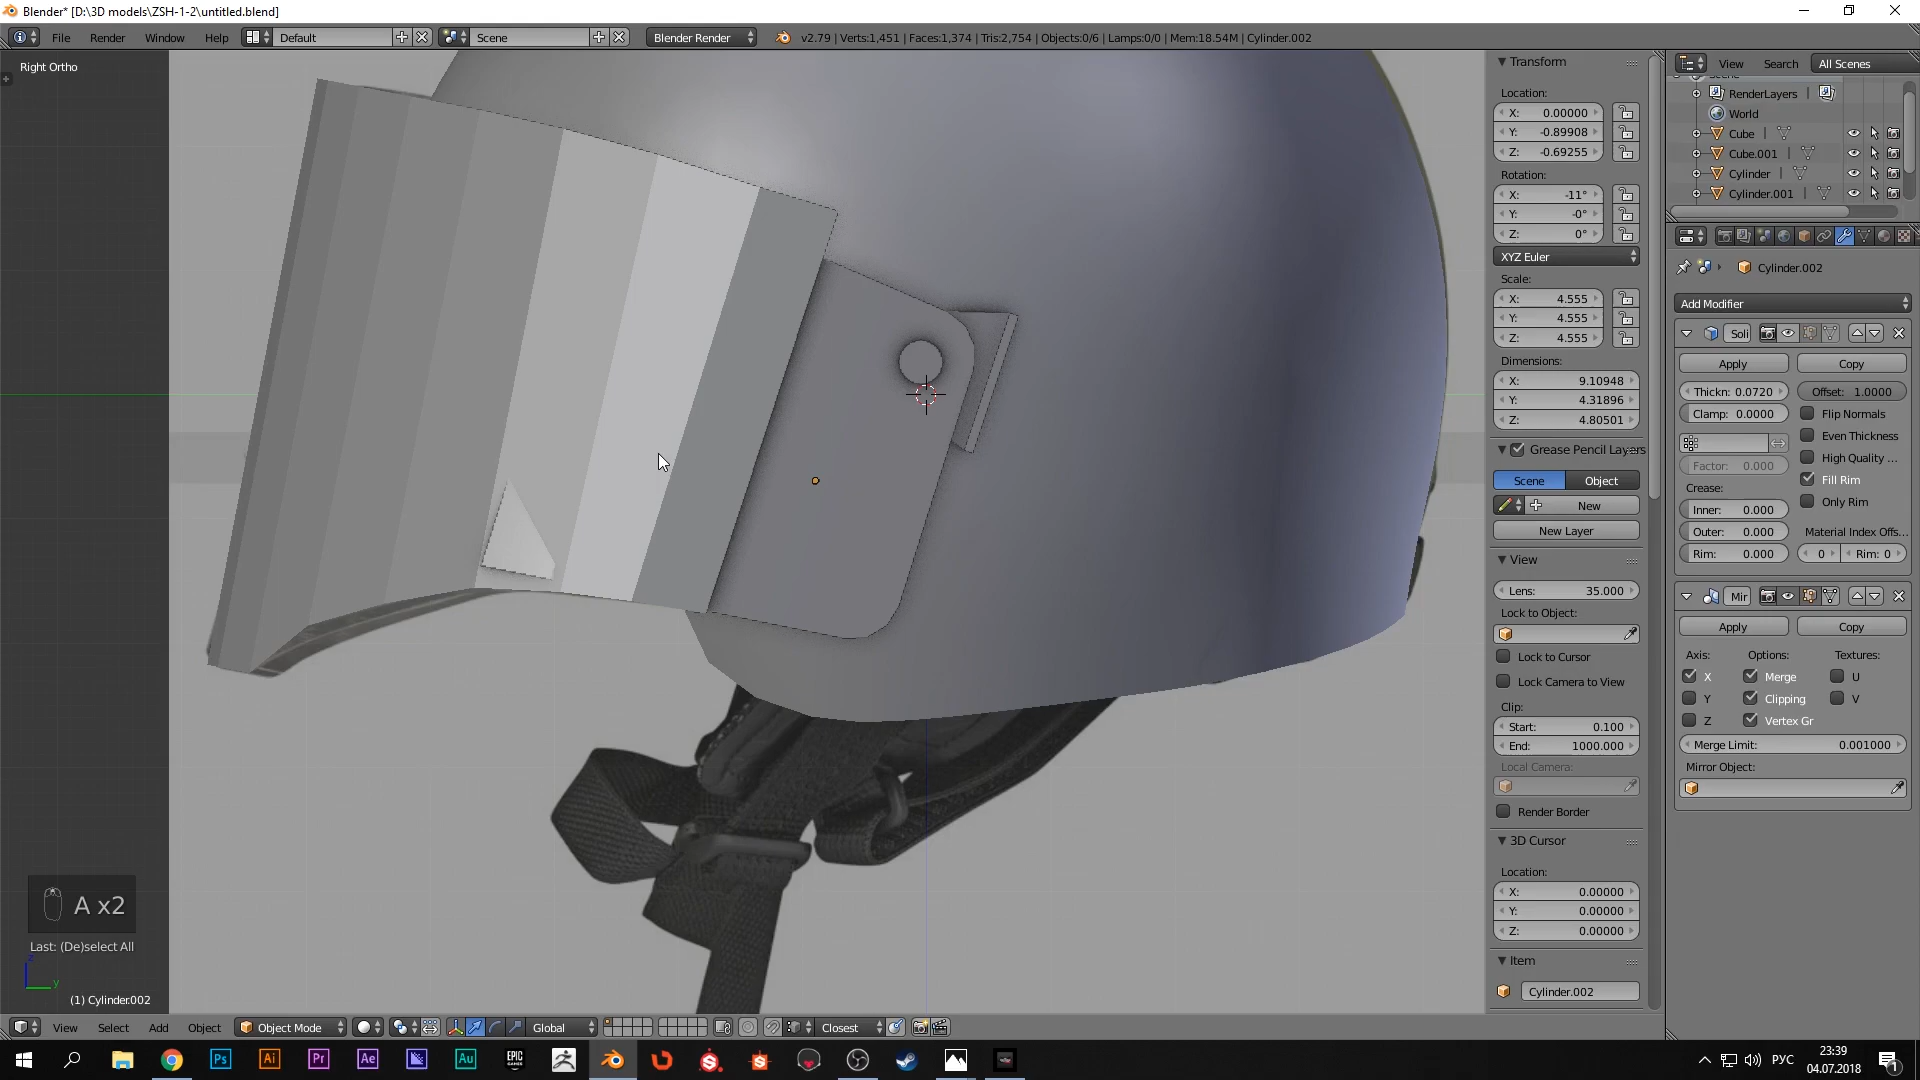 Blender* [D:\3D models\ZSH-1-2\untitled.blend]
File Render Window Help Default Scene Blender Render v2.79 | Verts:1,451 | Faces:1,374 | Tris:2,754 | Objects:0/6 | Lamps:0/0 | Mem:18.54M | Cylinder.002
Right Ortho
A x2
Last: (De)select All
z
y
(1) Cylinder.002
View Select Add Object Object Mode Global Closest
Transform
Location:
X: 0.00000
Y: -0.89908
Z: -0.69255
Rotation:
X: -11°
Y: -0°
Z: 0°
XYZ Euler
Scale:
X: 4.555
Y: 4.555
Z: 4.555
Dimensions:
X: 9.10948
Y: 4.31896
Z: 4.80501
Grease Pencil Layers
Scene Object
New
New Layer
View
Lens: 35.000
Lock to Object:
Lock to Cursor
Lock Camera to View
Clip:
Start: 0.100
End: 1000.000
Local Camera:
Render Border
3D Cursor
Location:
X: 0.00000
Y: 0.00000
Z: 0.00000
Item
Cylinder.002
View Search All Scenes
RenderLayers
World
Cube
Cube.001
Cylinder
Cylinder.001
Cylinder.002
Add Modifier
Soli
Apply Copy
Thickn: 0.0720 Offset: 1.0000
Clamp: 0.0000 Flip Normals
Even Thickness
High Quality ...
Factor: 0.000 Fill Rim
Crease: Only Rim
Inner: 0.000
Outer: 0.000 Material Index Offs...
Rim: 0.000 0 Rim: 0
Mir
Apply Copy
Axis: Options: Textures:
X Merge U
Y Clipping V
Z Vertex Gr
Merge Limit: 0.001000
Mirror Object:
Ps Ai Pr Ae Au EPIC GAMES РУС 23:39
04.07.2018
1